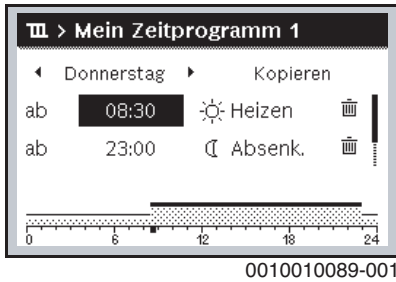 > Mein Zeitprogramm 1
Donnerstag Kopieren
ab 08:30 Heizen
ab 23:00 Absenk.
0 6 12 18 24
0010010089-001